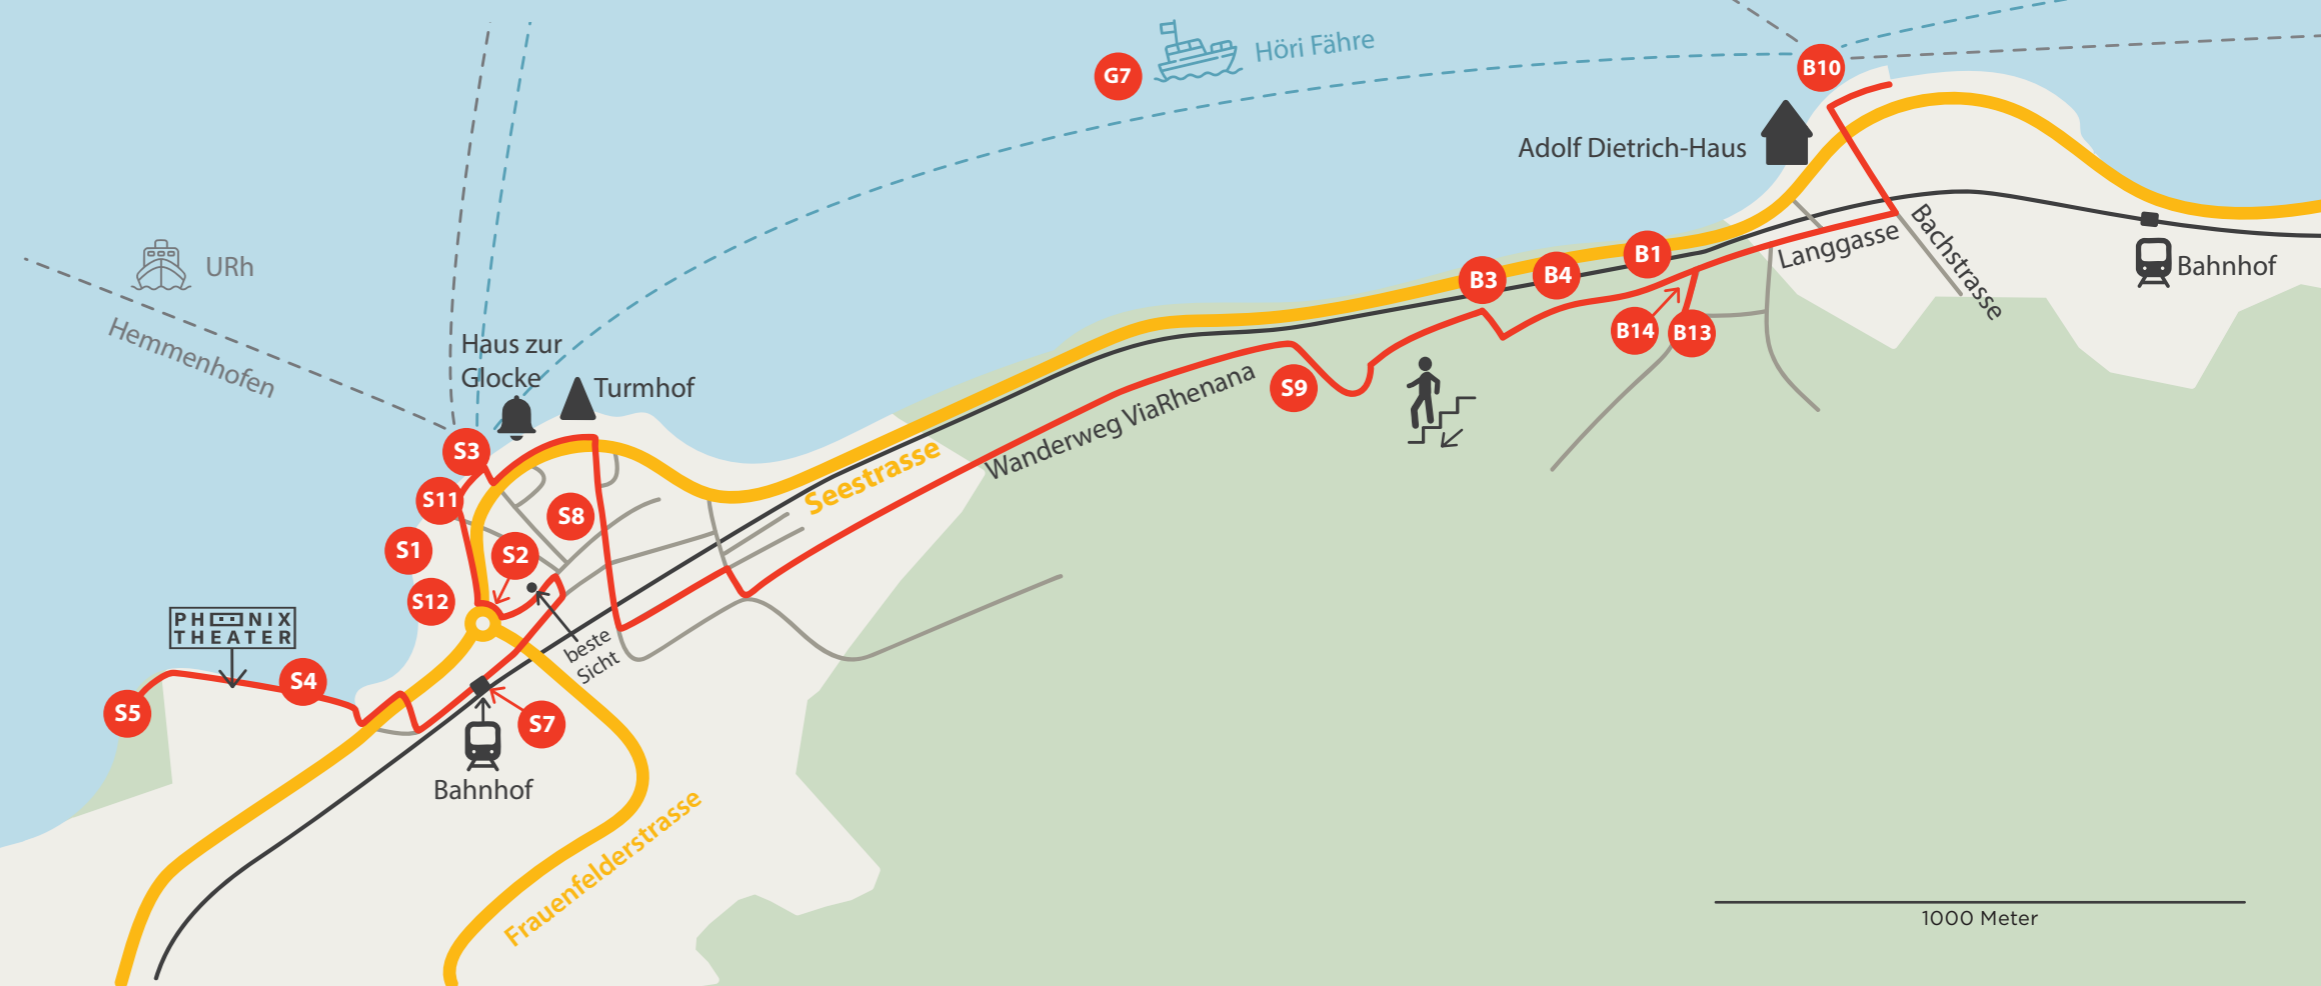 G7
Höri Fähre
B10
Adolf Dietrich-Haus
URh
Hemmenhofen
Bachstrasse
Langgasse
Bahnhof
B1
B4
B3
B14
B13
Haus zur
Glocke
Turmhof
S9
Wanderweg ViaRhenana
Seestrasse
S3
S11
S8
S1
S2
S12
PHOENIX
THEATER
beste
Sicht
S4
S5
S7
Bahnhof
Frauenfelderstrasse
1000 Meter